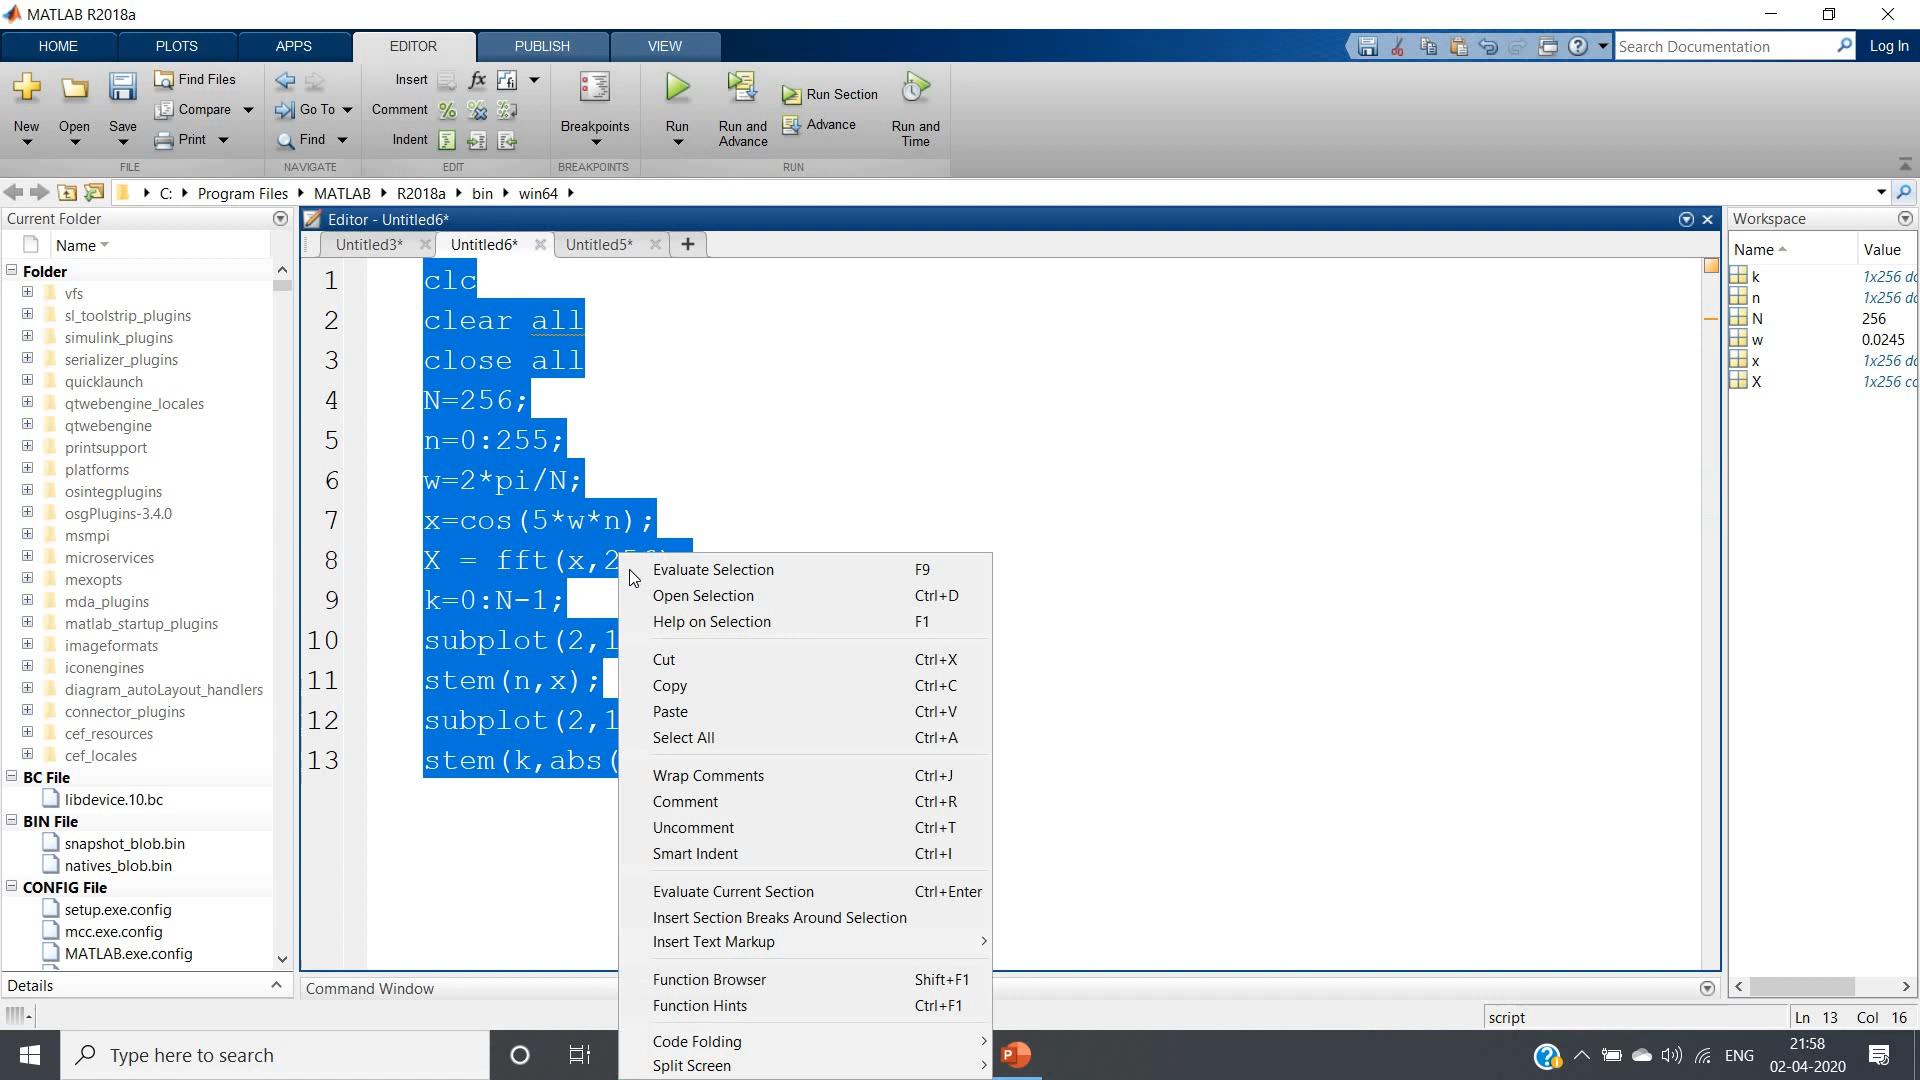 MATLAB R2018a
HOME PLOTS APPS EDITOR PUBLISH VIEW
Search Documentation
Log In
New
Open
Save
Find Files
Compare
Print
FILE
Go To
Find
NAVIGATE
Insert
Comment
Indent
EDIT
Breakpoints
BREAKPOINTS
Run
Run and
Advance
Run Section
Advance
Run and
Time
RUN
C: Program Files MATLAB R2018a bin win64
Current Folder
Name
Folder
vfs
sl_toolstrip_plugins
simulink_plugins
serializer_plugins
quicklaunch
qtwebengine_locales
qtwebengine
printsupport
platforms
osintegplugins
osgPlugins-3.4.0
msmpi
microservices
mexopts
mda_plugins
matlab_startup_plugins
imageformats
iconengines
diagram_autoLayout_handlers
connector_plugins
cef_resources
cef_locales
BC File
libdevice.10.bc
BIN File
snapshot_blob.bin
natives_blob.bin
CONFIG File
setup.exe.config
mcc.exe.config
MATLAB.exe.config
Details
Editor - Untitled6*
Untitled3* Untitled6* Untitled5*
1 clc
2 clear all
3 close all
4 N=256;
5 n=0:255;
6 w=2*pi/N;
7 x=cos(5*w*n);
8 X = fft(x,256);
9 k=0:N-1;
10 subplot(2,1
11 stem(n,x);
12 subplot(2,1
13 stem(k,abs(
Evaluate Selection F9
Open Selection Ctrl+D
Help on Selection F1
Cut Ctrl+X
Copy Ctrl+C
Paste Ctrl+V
Select All Ctrl+A
Wrap Comments Ctrl+J
Comment Ctrl+R
Uncomment Ctrl+T
Smart Indent Ctrl+I
Evaluate Current Section Ctrl+Enter
Insert Section Breaks Around Selection
Insert Text Markup
Function Browser Shift+F1
Function Hints Ctrl+F1
Code Folding
Split Screen
Command Window
Workspace
Name Value
k 1x256 do
n 1x256 do
N 256
w 0.0245
x 1x256 do
X 1x256 co
script
Ln 13 Col 16
Type here to search
ENG
21:58
02-04-2020